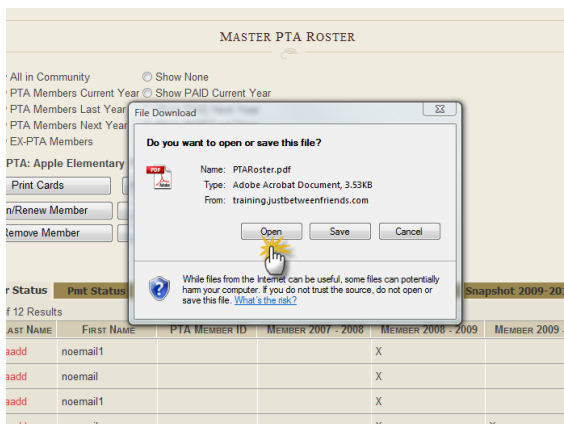 MASTER PTA ROSTER
All in Community Show None
PTA Members Current Year Show PAID Current Year
PTA Members Last Year
PTA Members Next Year
EX-PTA Members
PTA: Apple Elementary
Print Cards
n/Renew Member
Remove Member
File Download
Do you want to open or save this file?
PDF
Adobe
Name: PTARoster.pdf
Type: Adobe Acrobat Document, 3.53KB
From: training.justbetweenfriends.com
Open Save Cancel
While files from the Internet can be useful, some files can potentially
harm your computer. If you do not trust the source, do not open or
save this file. What's the risk?
r Status Pmt Status Snapshot 2009-20
of 12 Results
LAST NAME FIRST NAME PTA MEMBER ID MEMBER 2007 - 2008 MEMBER 2008 - 2009 MEMBER 2009 -
aadd noemail1 X
aadd noemail X
aadd noemail1 X